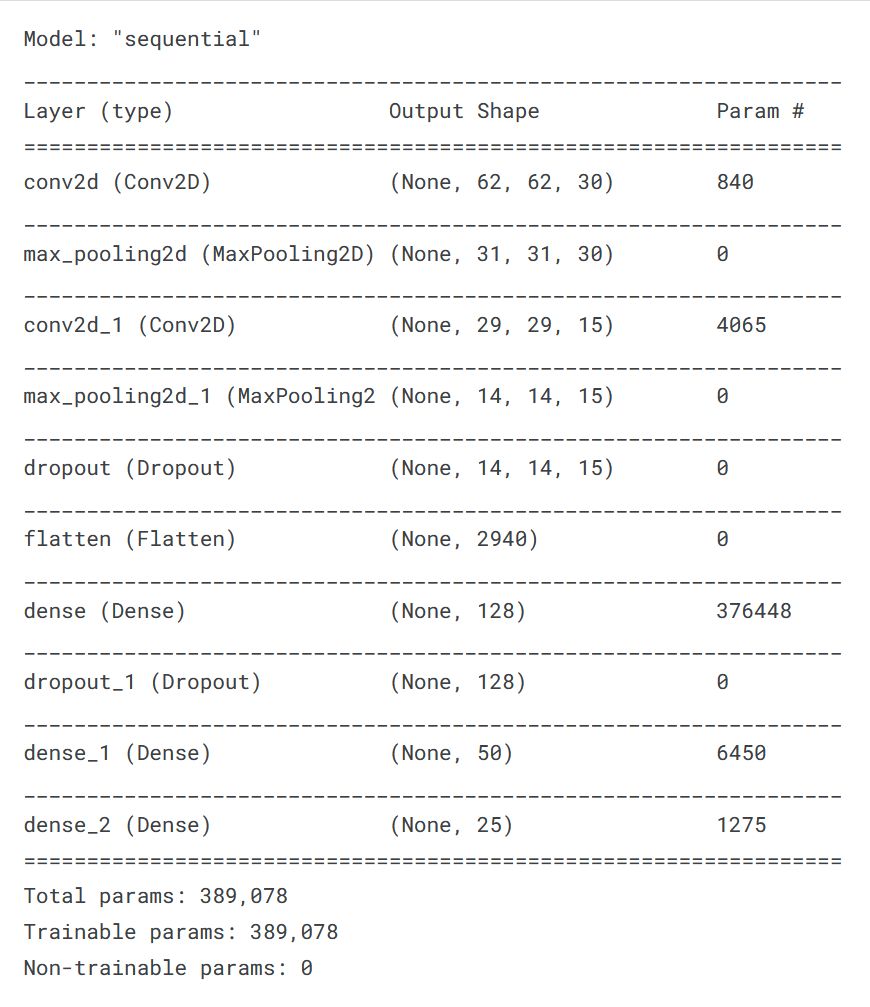 Model: "sequential"
_________________________________________________________________
Layer (type)                 Output Shape              Param #
=================================================================
conv2d (Conv2D)              (None, 62, 62, 30)        840
_________________________________________________________________
max_pooling2d (MaxPooling2D) (None, 31, 31, 30)        0
_________________________________________________________________
conv2d_1 (Conv2D)            (None, 29, 29, 15)        4065
_________________________________________________________________
max_pooling2d_1 (MaxPooling2 (None, 14, 14, 15)        0
_________________________________________________________________
dropout (Dropout)            (None, 14, 14, 15)        0
_________________________________________________________________
flatten (Flatten)            (None, 2940)              0
_________________________________________________________________
dense (Dense)                (None, 128)               376448
_________________________________________________________________
dropout_1 (Dropout)          (None, 128)               0
_________________________________________________________________
dense_1 (Dense)              (None, 50)                6450
_________________________________________________________________
dense_2 (Dense)              (None, 25)                1275
=================================================================
Total params: 389,078
Trainable params: 389,078
Non-trainable params: 0